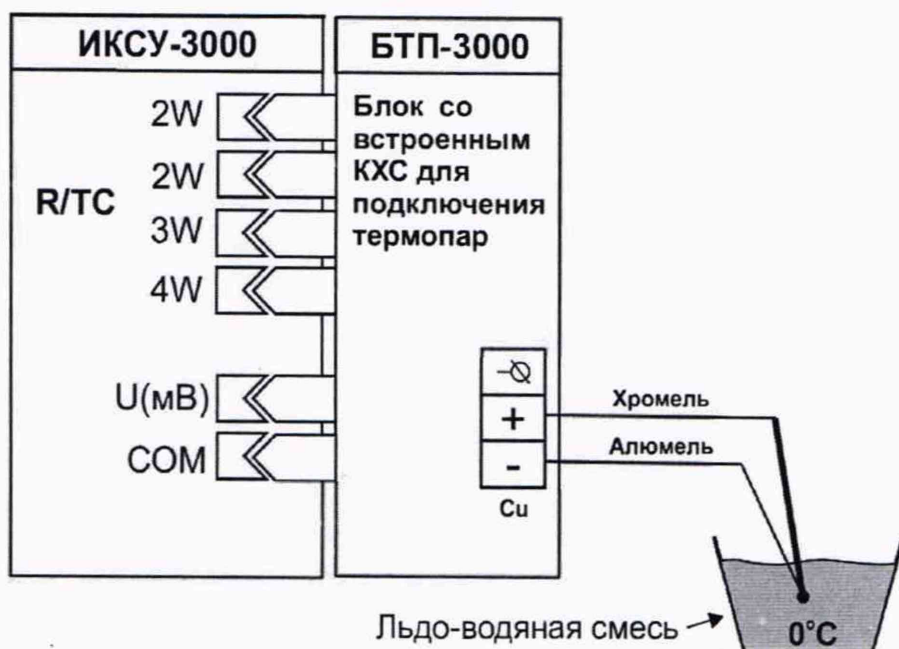 ИКСУ-3000
БТП-3000
R/TC
2W
2W
3W
4W
U(мВ)
COM
Блок со
встроенным
КХС для
подключения
термопар
+
-
Cu
Хромель
Алюмель
Льдо-водяная смесь
0°C